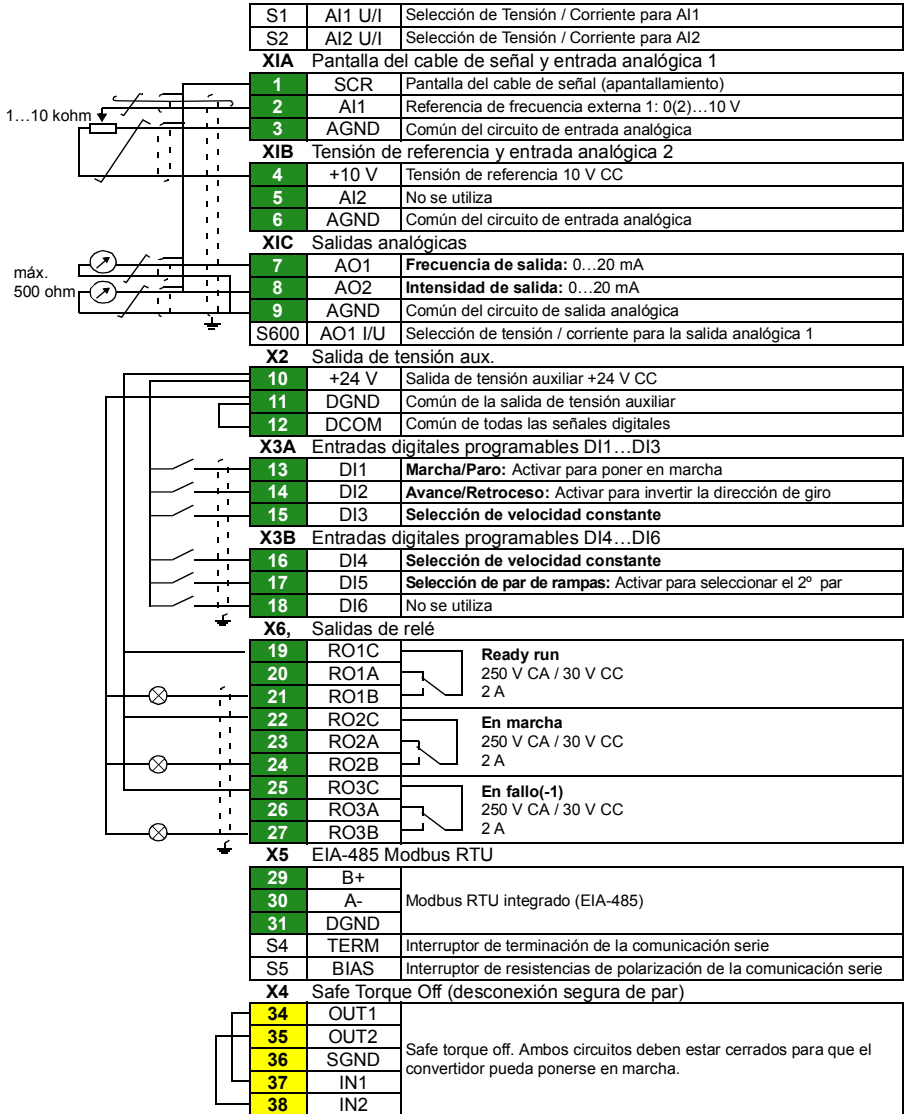 S1 AI1 U/I Selección de Tensión / Corriente para AI1
S2 AI2 U/I Selección de Tensión / Corriente para AI2
XIA Pantalla del cable de señal y entrada analógica 1
1 SCR Pantalla del cable de señal (apantallamiento)
2 AI1 Referencia de frecuencia externa 1: 0(2)…10 V
1…10 kohm
3 AGND Común del circuito de entrada analógica
XIB Tensión de referencia y entrada analógica 2
4 +10 V Tensión de referencia 10 V CC
5 AI2 No se utiliza
6 AGND Común del circuito de entrada analógica
XIC Salidas analógicas
7 AO1 Frecuencia de salida: 0…20 mA
máx.
500 ohm
8 AO2 Intensidad de salida: 0…20 mA
9 AGND Común del circuito de salida analógica
S600 AO1 I/U Selección de tensión / corriente para la salida analógica 1
X2 Salida de tensión aux.
10 +24 V Salida de tensión auxiliar +24 V CC
11 DGND Común de la salida de tensión auxiliar
12 DCOM Común de todas las señales digitales
X3A Entradas digitales programables DI1…DI3
13 DI1 Marcha/Paro: Activar para poner en marcha
14 DI2 Avance/Retroceso: Activar para invertir la dirección de giro
15 DI3 Selección de velocidad constante
X3B Entradas digitales programables DI4…DI6
16 DI4 Selección de velocidad constante
17 DI5 Selección de par de rampas: Activar para seleccionar el 2º par
18 DI6 No se utiliza
X6, Salidas de relé
19 RO1C Ready run
20 RO1A 250 V CA / 30 V CC
21 RO1B 2 A
22 RO2C En marcha
23 RO2A 250 V CA / 30 V CC
24 RO2B 2 A
25 RO3C En fallo(-1)
26 RO3A 250 V CA / 30 V CC
27 RO3B 2 A
X5 EIA-485 Modbus RTU
29 B+
30 A- Modbus RTU integrado (EIA-485)
31 DGND
S4 TERM Interruptor de terminación de la comunicación serie
S5 BIAS Interruptor de resistencias de polarización de la comunicación serie
X4 Safe Torque Off (desconexión segura de par)
34 OUT1
35 OUT2
36 SGND
37 IN1
38 IN2
Safe torque off. Ambos circuitos deben estar cerrados para que el
convertidor pueda ponerse en marcha.